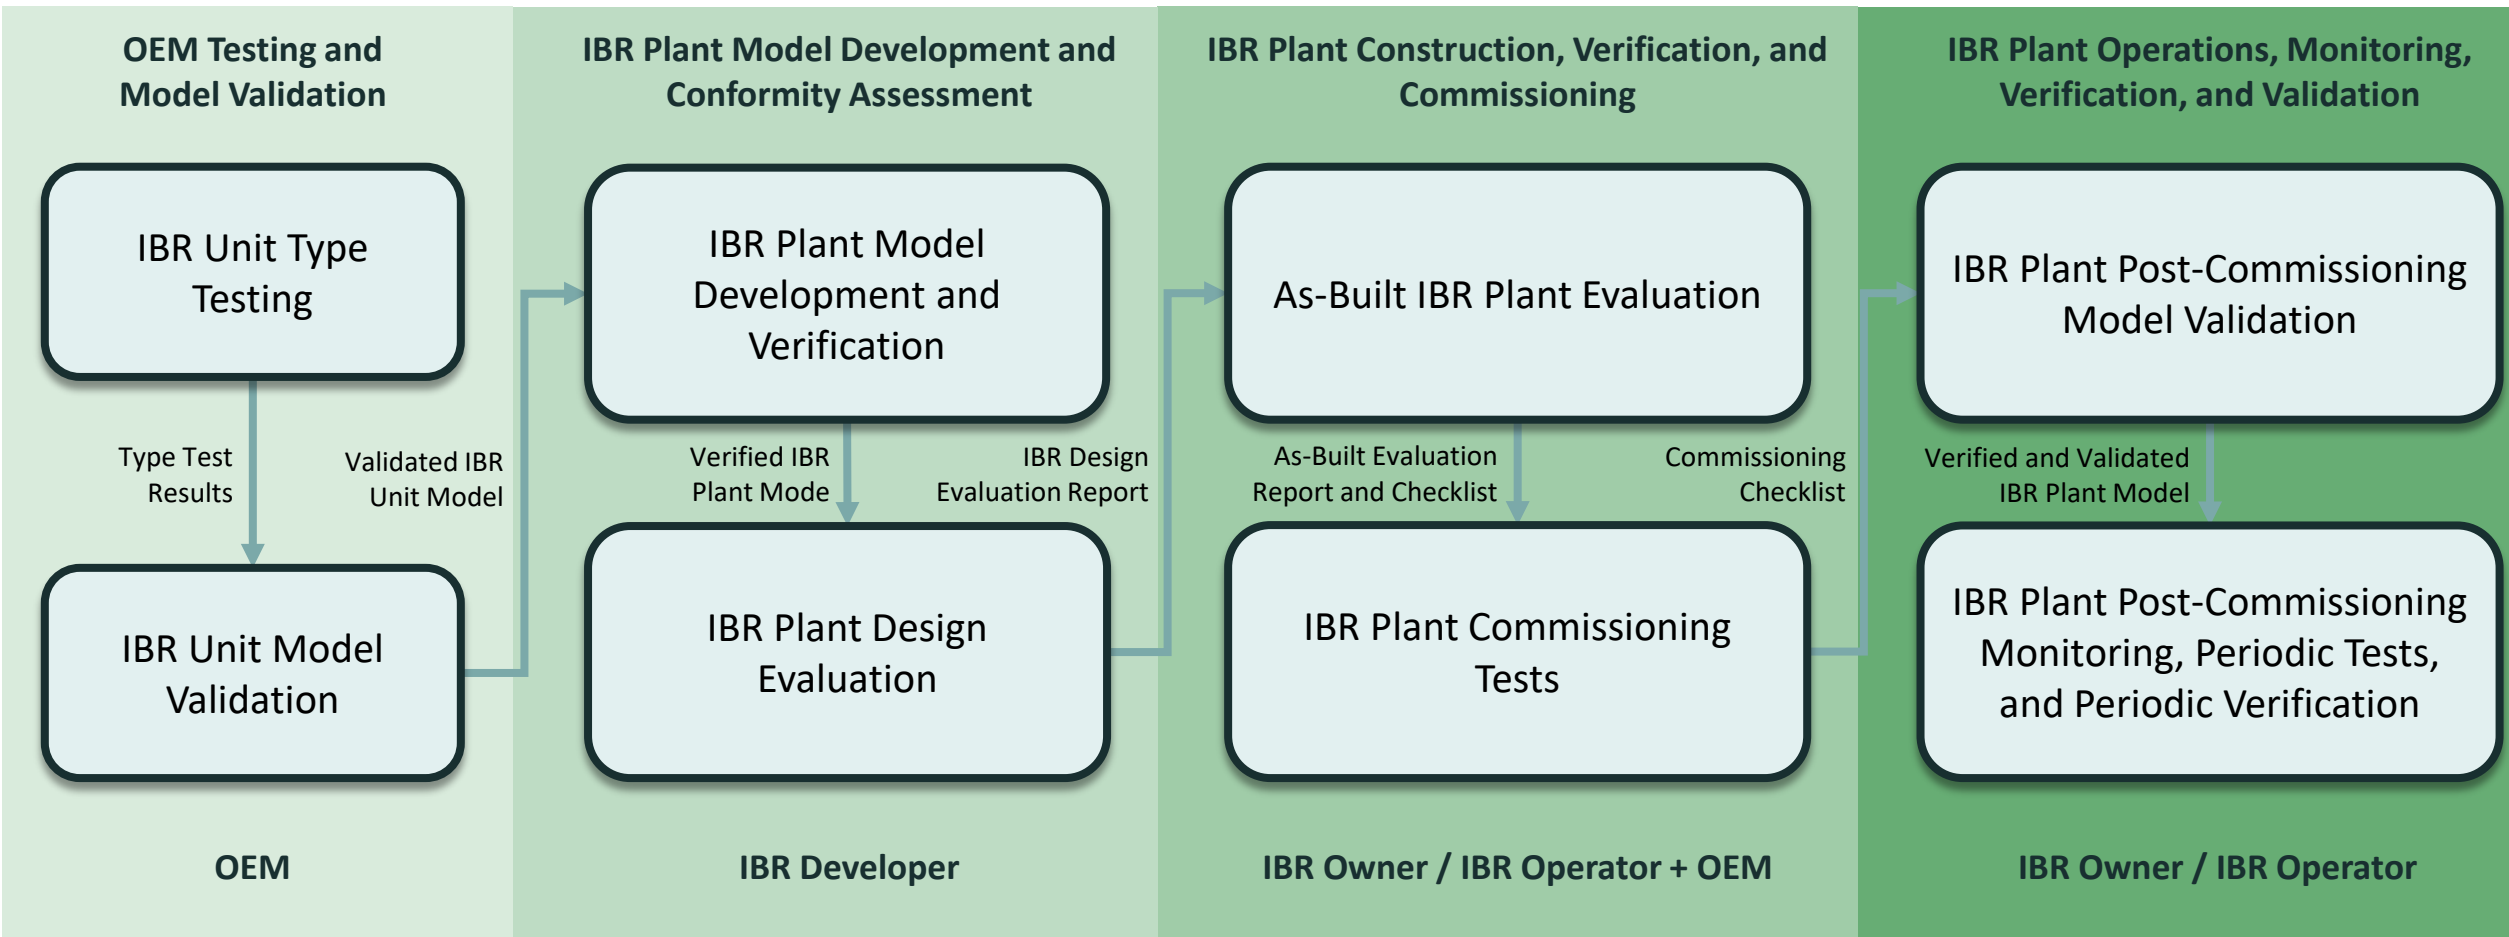 OEM Testing and
Model Validation
IBR Unit Type
Testing
Type Test
Results
Validated IBR
Unit Model
IBR Unit Model
Validation
OEM
IBR Plant Model Development and
Conformity Assessment
IBR Plant Model
Development and
Verification
Verified IBR
Plant Mode
IBR Design
Evaluation Report
IBR Plant Design
Evaluation
IBR Developer
IBR Plant Construction, Verification, and
Commissioning
As-Built IBR Plant Evaluation
As-Built Evaluation
Report and Checklist
Commissioning
Checklist
IBR Plant Commissioning
Tests
IBR Owner / IBR Operator + OEM
IBR Plant Operations, Monitoring,
Verification, and Validation
IBR Plant Post-Commissioning
Model Validation
Verified and Validated
IBR Plant Model
IBR Plant Post-Commissioning
Monitoring, Periodic Tests,
and Periodic Verification
IBR Owner / IBR Operator